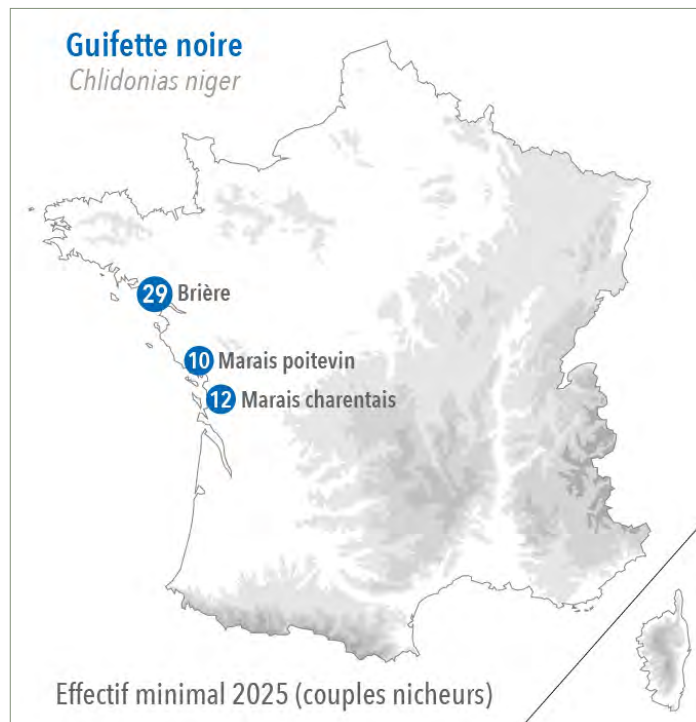 Guifette noire
Chlidonias niger
29 Brière
10 Marais poitevin
12 Marais charentais
Effectif minimal 2025 (couples nicheurs)